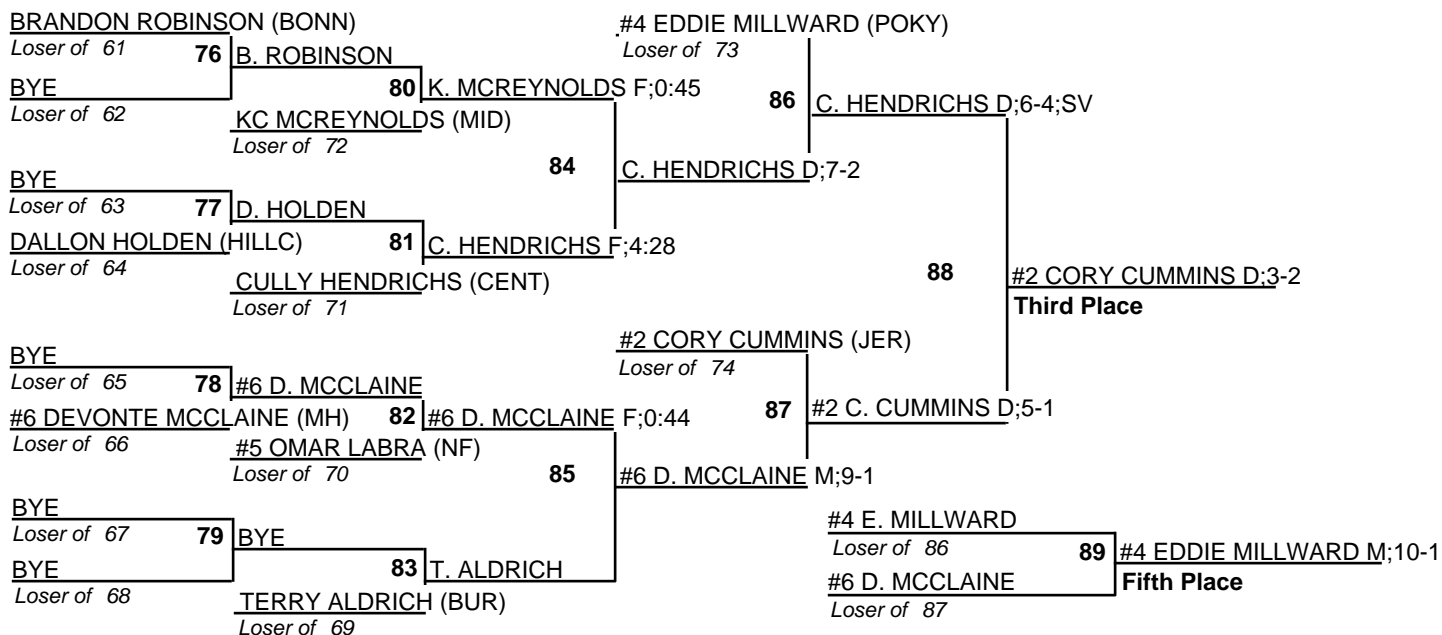 BRANDON ROBINSON (BONN)
Loser of 61
76
B. ROBINSON
BYE
Loser of 62
80
K. MCREYNOLDS F;0:45
KC MCREYNOLDS (MID)
Loser of 72
84
C. HENDRICHS D;7-2
BYE
Loser of 63
77
D. HOLDEN
DALLON HOLDEN (HILLC)
Loser of 64
81
C. HENDRICHS F;4:28
CULLY HENDRICHS (CENT)
Loser of 71
#4 EDDIE MILLWARD (POKY)
Loser of 73
86
C. HENDRICHS D;6-4;SV
88
#2 CORY CUMMINS D;3-2
Third Place
BYE
Loser of 65
78
#6 D. MCCLAINE
#6 DEVONTE MCCLAINE (MH)
Loser of 66
82
#6 D. MCCLAINE F;0:44
#5 OMAR LABRA (NF)
Loser of 70
85
#6 D. MCCLAINE M;9-1
#2 CORY CUMMINS (JER)
Loser of 74
87
#2 C. CUMMINS D;5-1
BYE
Loser of 67
79
BYE
BYE
Loser of 68
83
T. ALDRICH
TERRY ALDRICH (BUR)
Loser of 69
#4 E. MILLWARD
Loser of 86
89
#4 EDDIE MILLWARD M;10-1
Fifth Place
#6 D. MCCLAINE
Loser of 87